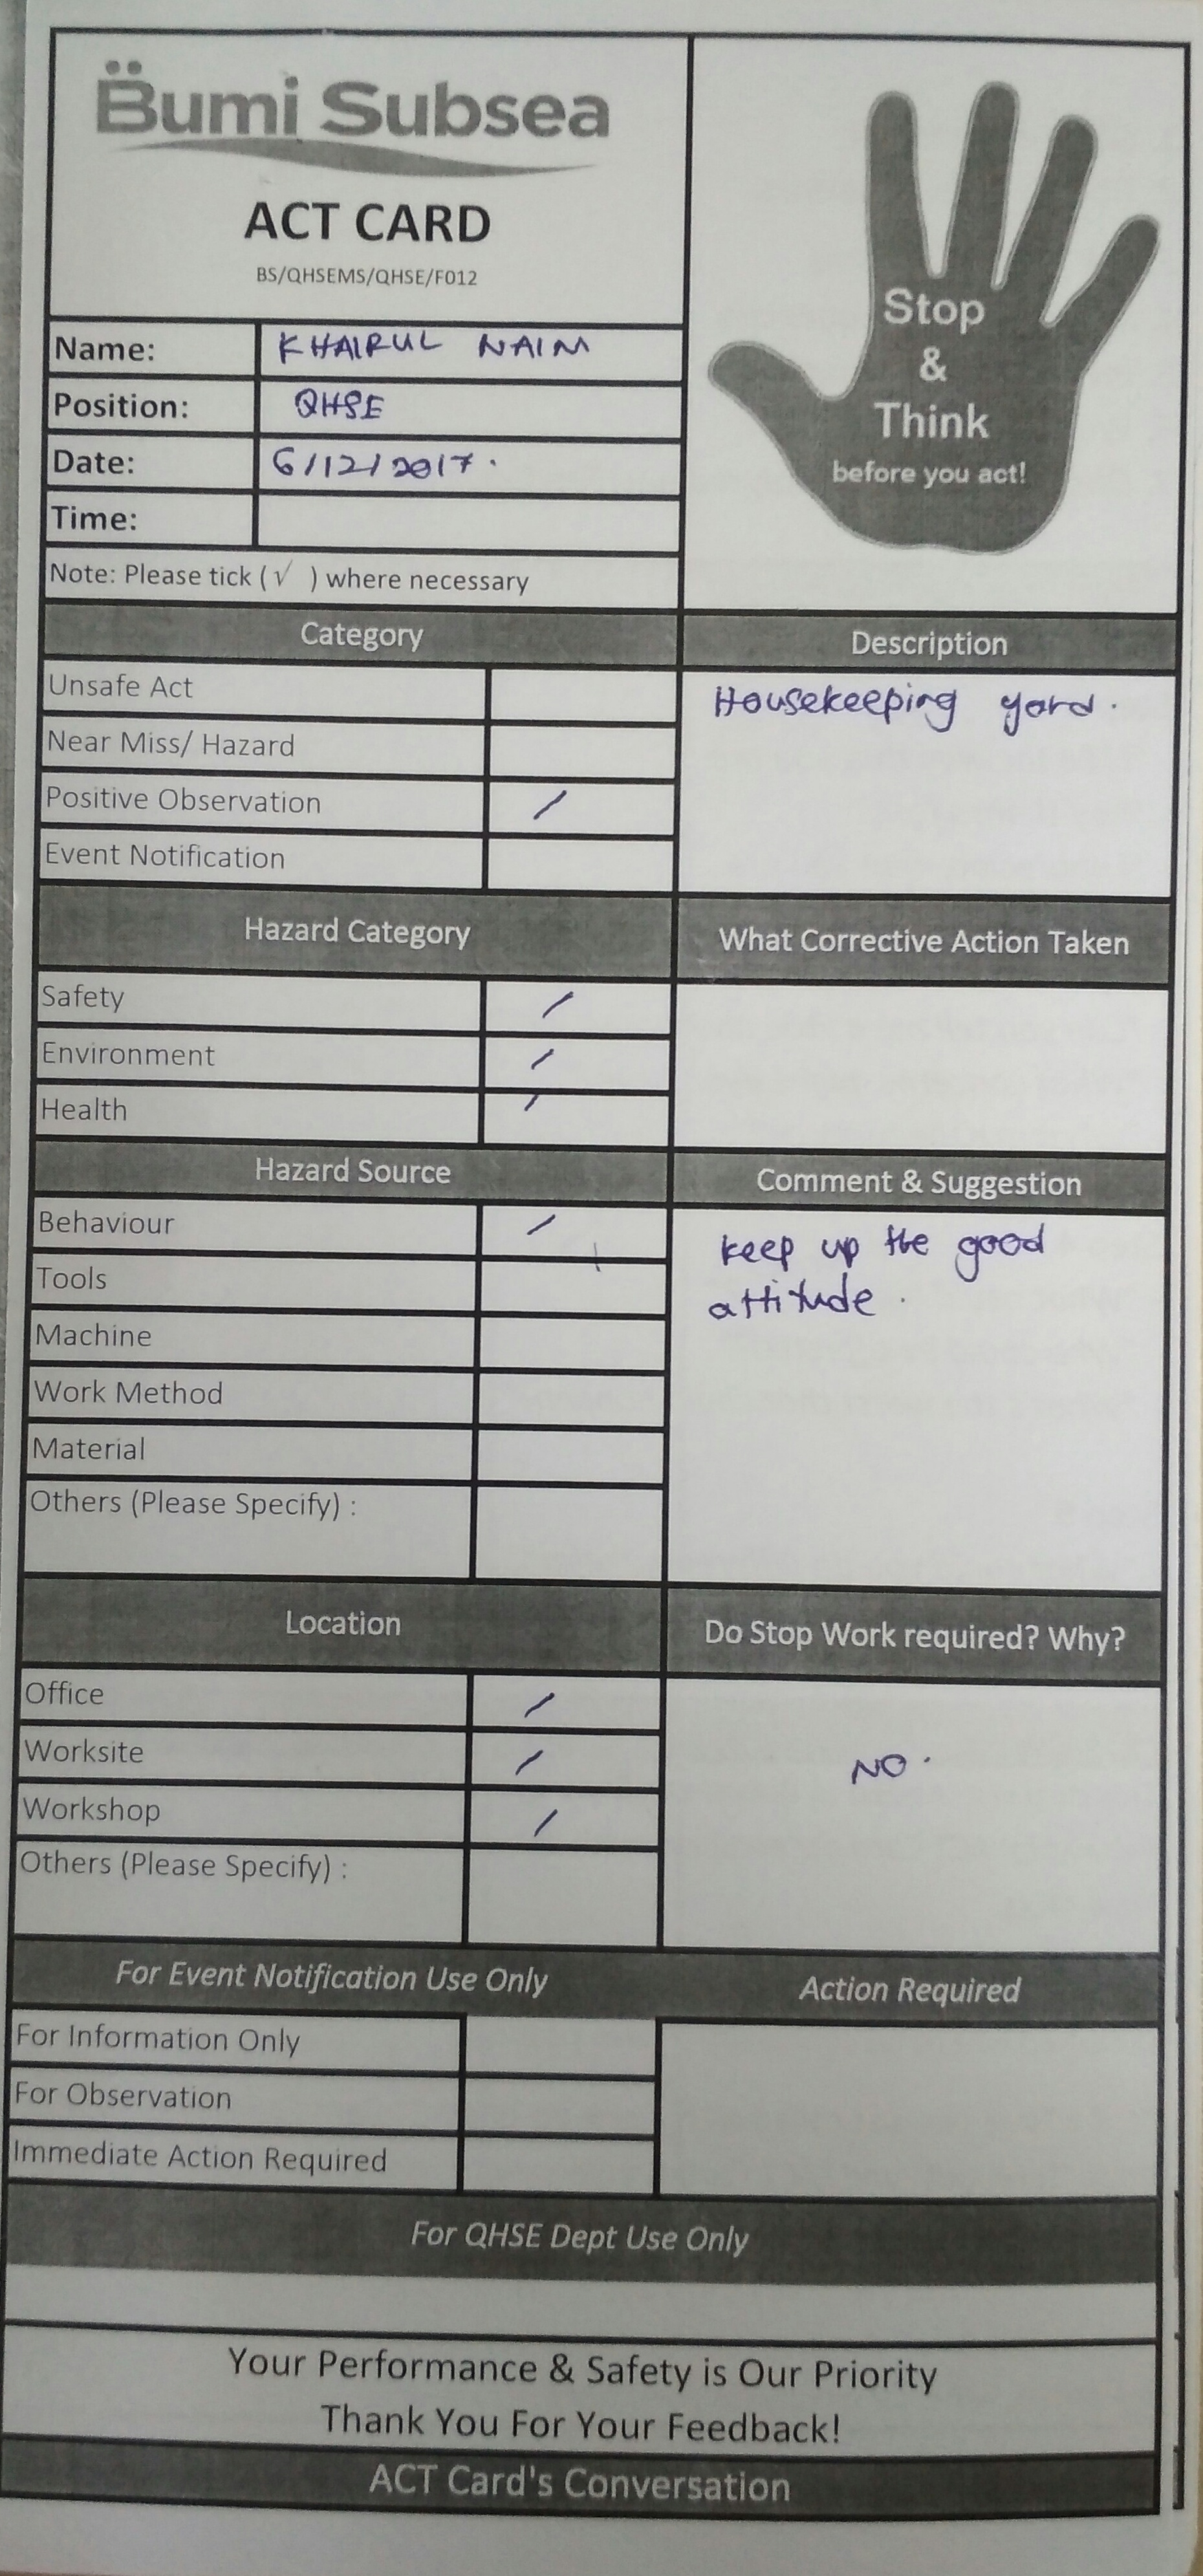 Bumi Subsea
ACT CARD
BS/QHSEMS/QHSE/F012
Stop
&
Think
before you act!
Name: KHAIRUL NAIM
Position: QHSE
Date: 6/12/2017.
Time:
Note: Please tick (√ ) where necessary
Category
Unsafe Act
Near Miss/ Hazard
Positive Observation /
Event Notification
Description
Housekeeping yard.
Hazard Category
Safety /
Environment /
Health /
What Corrective Action Taken
Hazard Source
Behaviour /
Tools
Machine
Work Method
Material
Others (Please Specify) :
Comment & Suggestion
keep up the good
attitude.
Location
Office /
Worksite /
Workshop /
Others (Please Specify) :
Do Stop Work required? Why?
NO.
For Event Notification Use Only
For Information Only
For Observation
Immediate Action Required
Action Required
For QHSE Dept Use Only
Your Performance & Safety is Our Priority
Thank You For Your Feedback!
ACT Card's Conversation